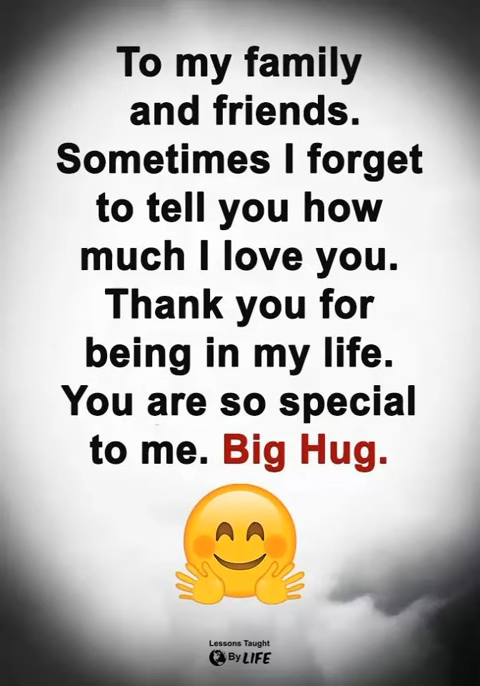 To my family
and friends.
Sometimes I forget
to tell you how
much I love you.
Thank you for
being in my life.
You are so special
to me. Big Hug.
Lessons Taught
By LIFE